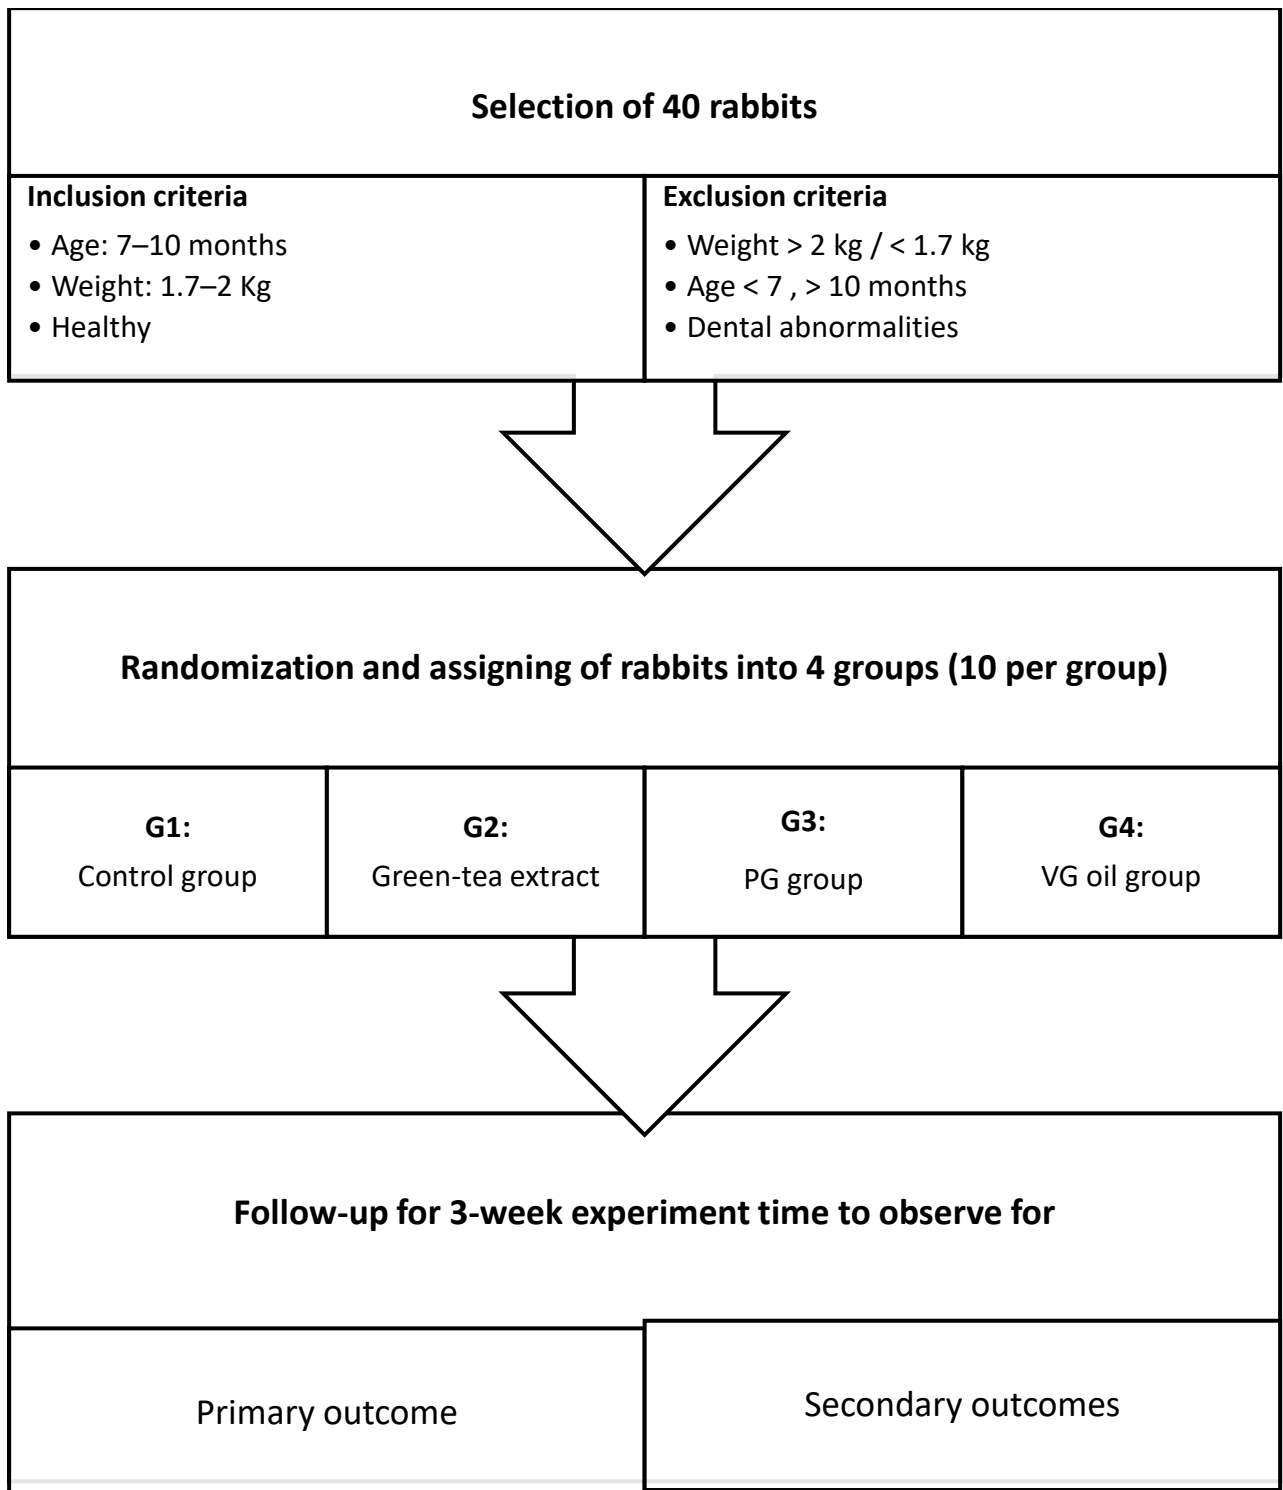 Selection of 40 rabbits
Inclusion criteria
• Age: 7–10 months
• Weight: 1.7–2 Kg
• Healthy
Exclusion criteria
• Weight > 2 kg / < 1.7 kg
• Age < 7 , > 10 months
• Dental abnormalities
Randomization and assigning of rabbits into 4 groups (10 per group)
G1:
Control group
G2:
Green-tea extract
G3:
PG group
G4:
VG oil group
Follow-up for 3-week experiment time to observe for
Primary outcome
Secondary outcomes